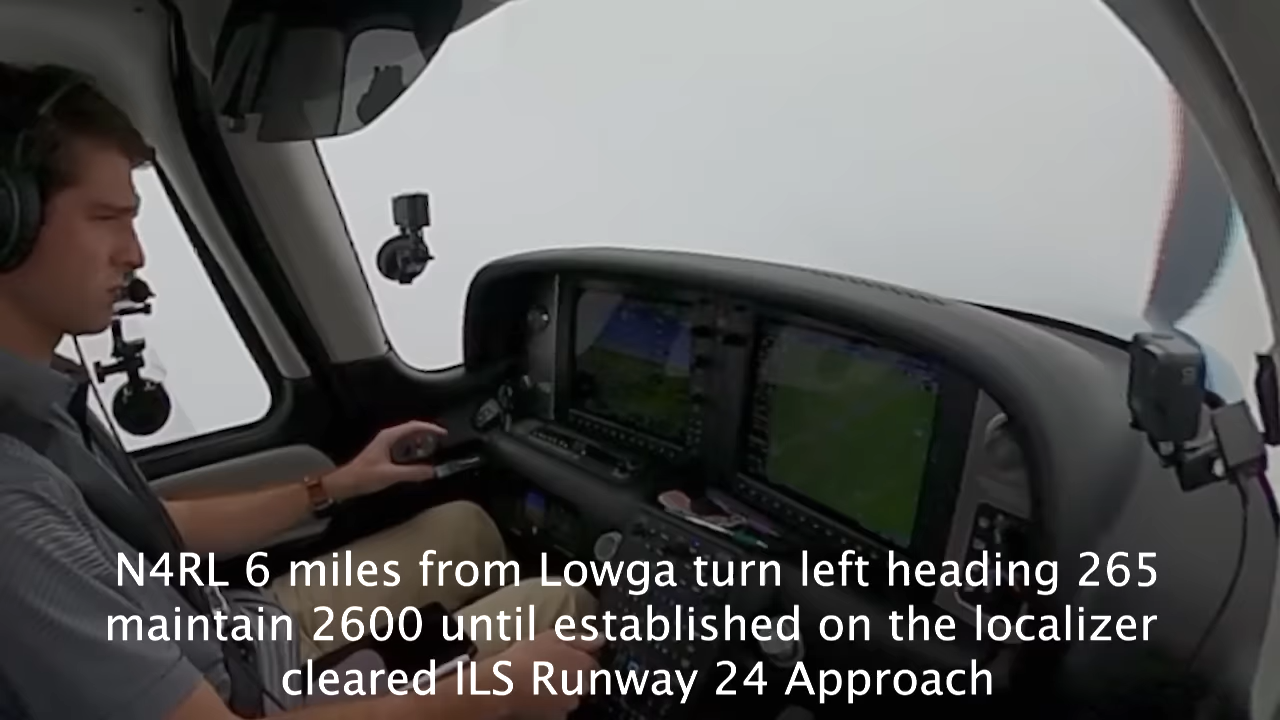 N4RL 6 miles from Lowga turn left heading 265
maintain 2600 until established on the localizer
cleared ILS Runway 24 Approach